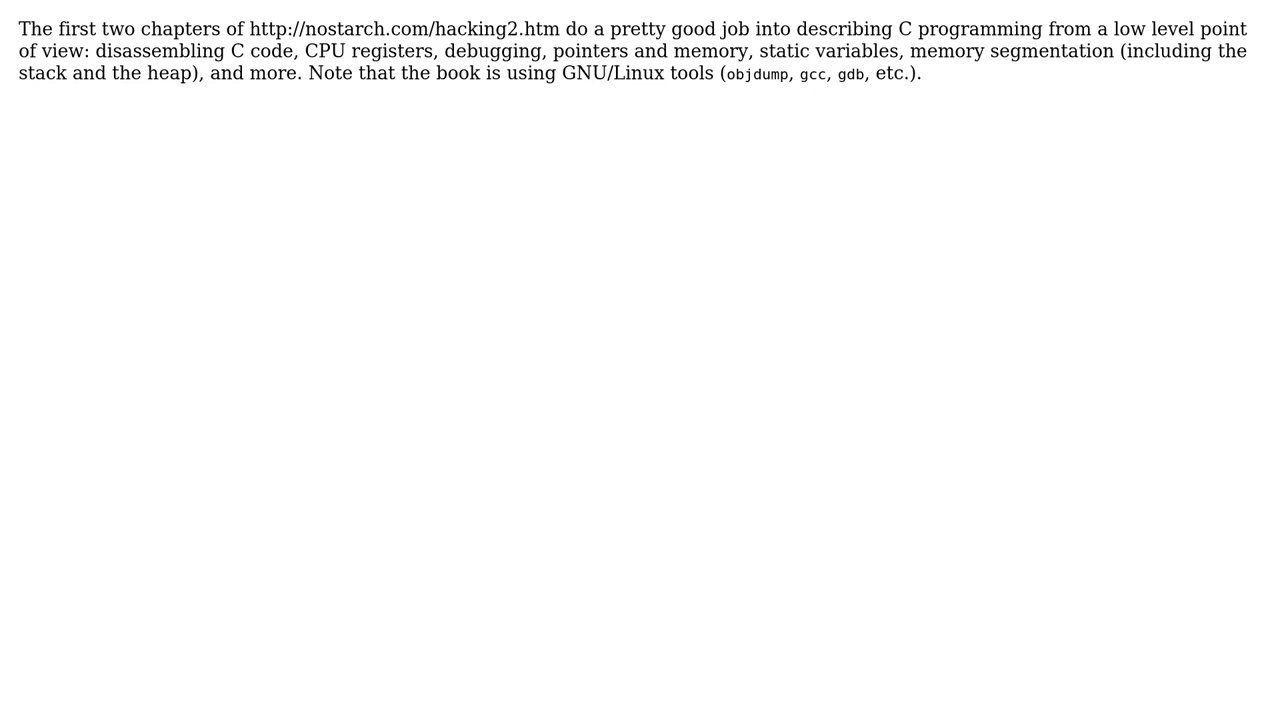 The first two chapters of http://nostarch.com/hacking2.htm do a pretty good job into describing C programming from a low level point
of view: disassembling C code, CPU registers, debugging, pointers and memory, static variables, memory segmentation (including the
stack and the heap), and more. Note that the book is using GNU/Linux tools (objdump, gcc, gdb, etc.).